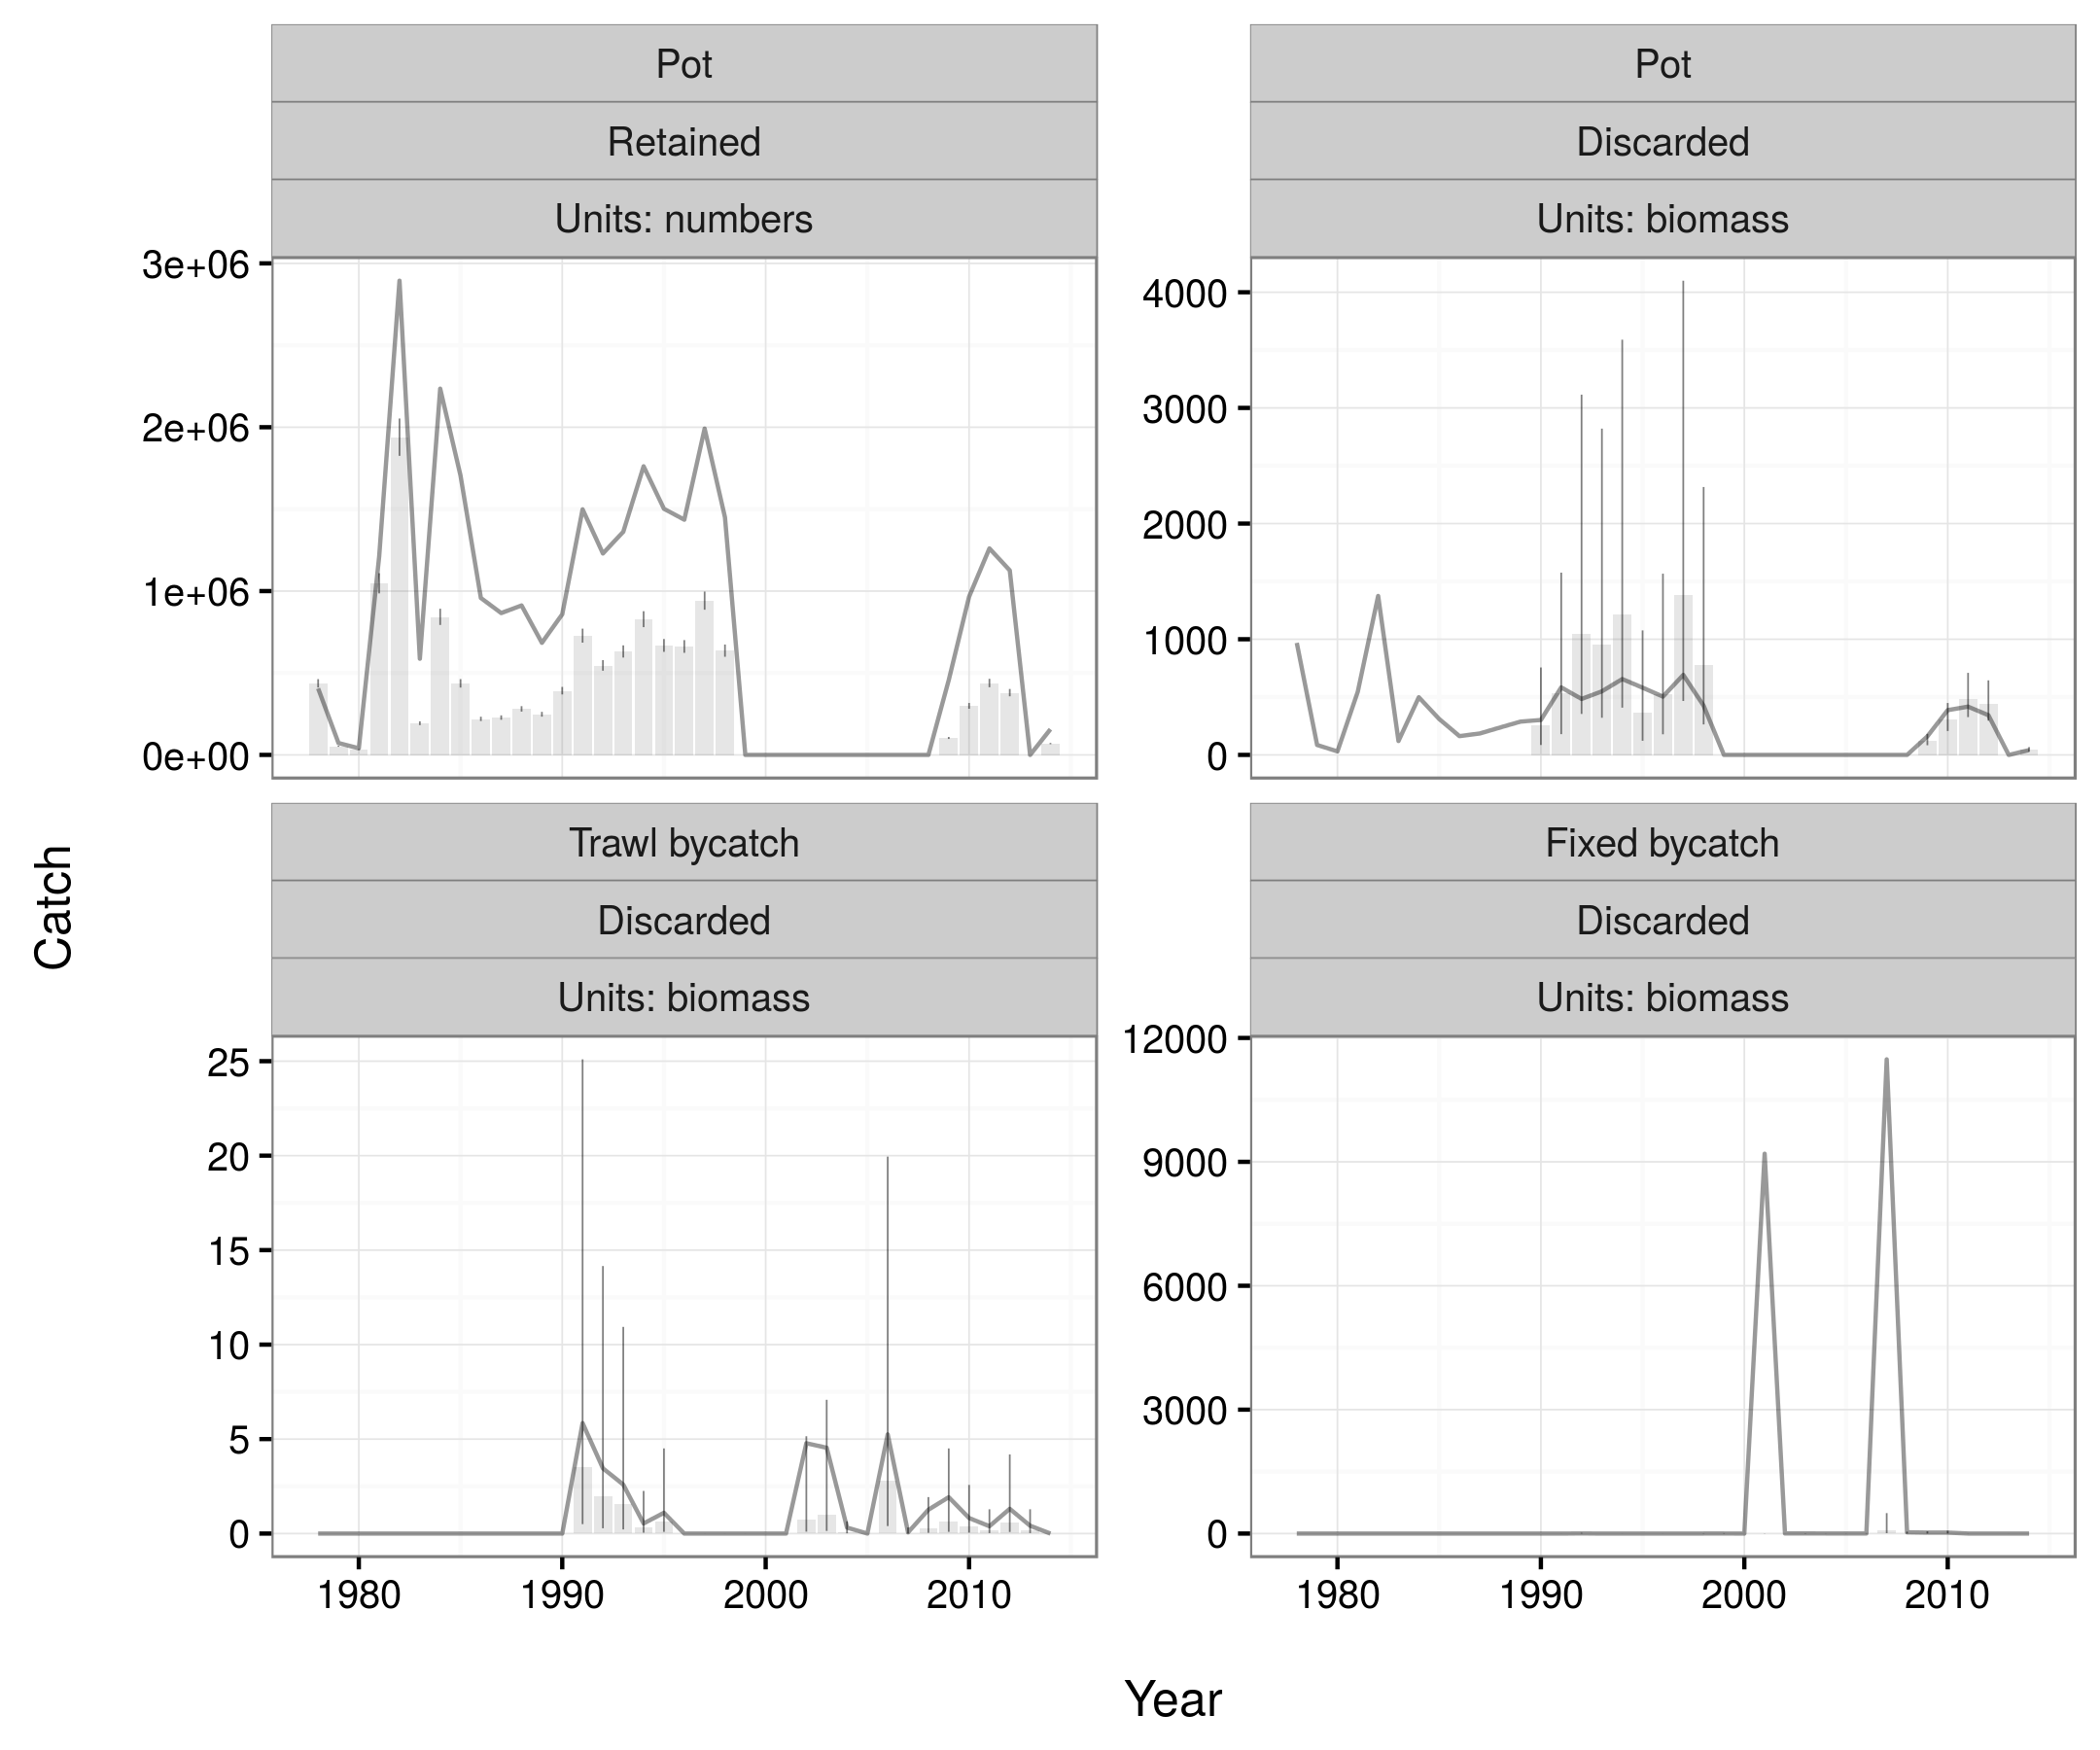 Pot
Retained
Units: numbers
3e+06
2e+06
1e+06
0e+00
Pot
Discarded
Units: biomass
4000
3000
2000
1000
0
Catch
Trawl bycatch
Discarded
Units: biomass
25
20
15
10
5
0
1980 1990 2000 2010
Fixed bycatch
Discarded
Units: biomass
12000
9000
6000
3000
0
1980 1990 2000 2010
Year